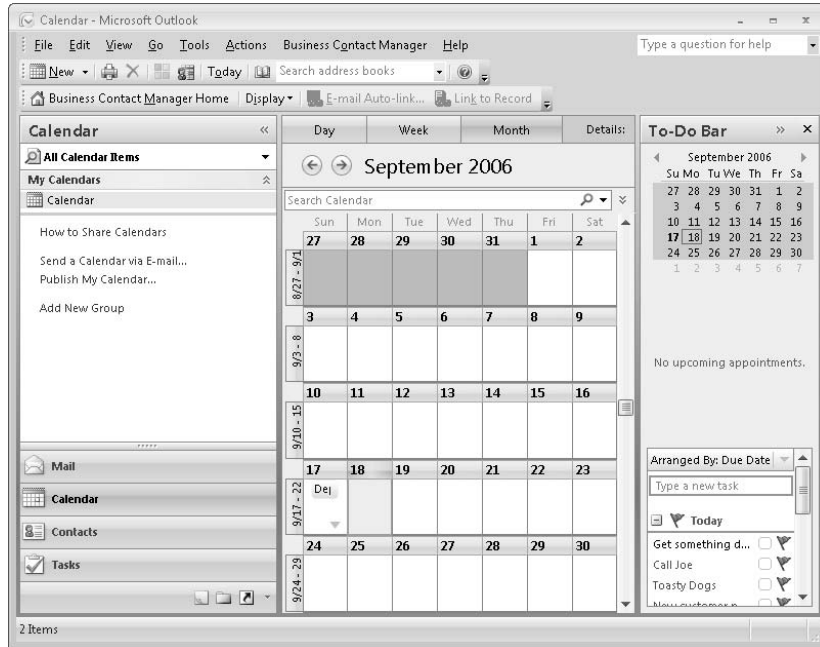 Calendar - Microsoft Outlook
File Edit View Go Tools Actions Business Contact Manager Help
Type a question for help
New Today Search address books
Business Contact Manager Home Display E-mail Auto-link... Link to Record
Calendar
All Calendar Items
My Calendars
Calendar
How to Share Calendars
Send a Calendar via E-mail...
Publish My Calendar...
Add New Group
Mail
Calendar
Contacts
Tasks
Day Week Month Details:
September 2006
Search Calendar
Sun Mon Tue Wed Thu Fri Sat
8/27 - 9/1
27 28 29 30 31 1 2
9/3 - 8
3 4 5 6 7 8 9
9/10 - 15
10 11 12 13 14 15 16
9/17 - 22
17 18 19 20 21 22 23
9/24 - 29
24 25 26 27 28 29 30
To-Do Bar
September 2006
Su Mo Tu We Th Fr Sa
27 28 29 30 31 1 2
3 4 5 6 7 8 9
10 11 12 13 14 15 16
17 18 19 20 21 22 23
24 25 26 27 28 29 30
1 2 3 4 5 6 7
No upcoming appointments.
Arranged By: Due Date
Type a new task
Today
Get something d...
Call Joe
Toasty Dogs
New customer p
2 Items